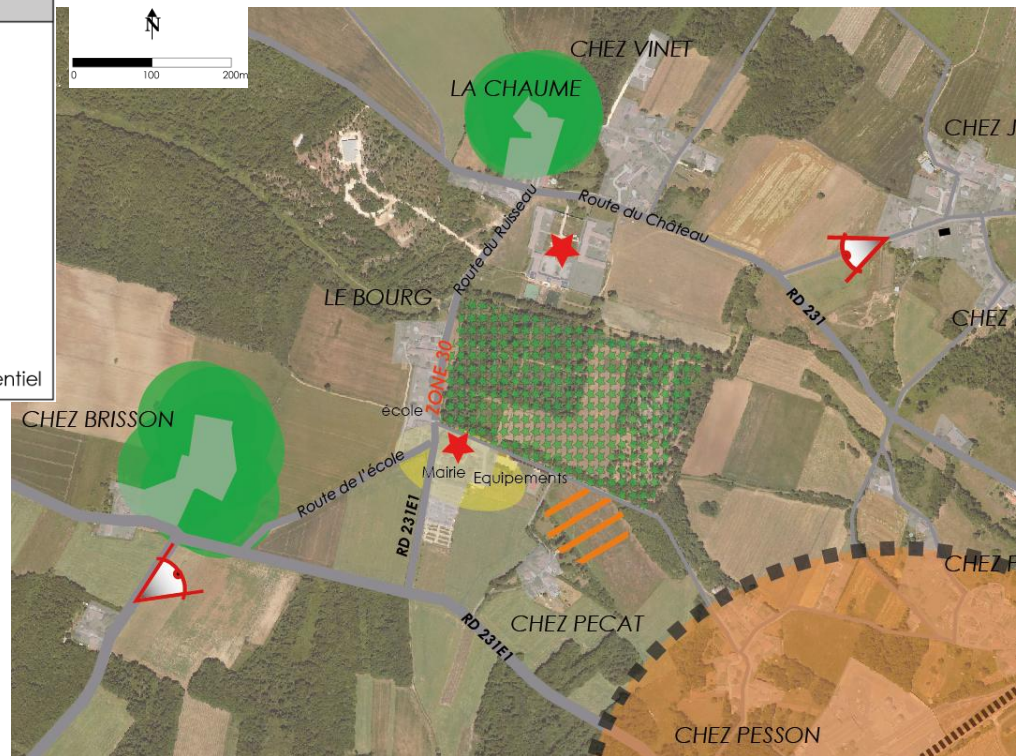 N
0 100 200m
CHEZ VINET
LA CHAUME
CHEZ J
Route du Ruisseau
Route du Château
LE BOURG
RD 231
CHEZ
entiel
ZONE 30
école
CHEZ BRISSON
Mairie
Equipements
Route de l'école
RD 231E1
CHEZ F
CHEZ PECAT
RD 231E1
CHEZ PESSON